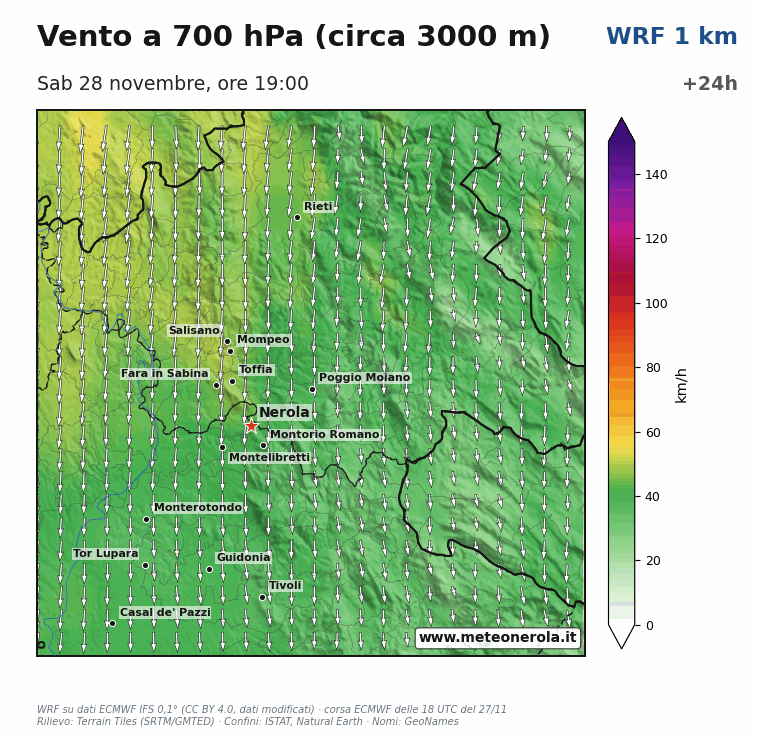 Vento a 700 hPa (circa 3000 m)
WRF 1 km
Sab 28 novembre, ore 19:00
+24h
Rieti
Salisano
Mompeo
Toffia
Fara in Sabina
Poggio Moiano
Nerola
Montorio Romano
Montelibretti
Monterotondo
Tor Lupara
Guidonia
Tivoli
Casal de' Pazzi
www.meteonerola.it
140
120
100
80
60
40
20
0
km/h
WRF su dati ECMWF IFS 0,1° (CC BY 4.0, dati modificati) · corsa ECMWF delle 18 UTC del 27/11
Rilievo: Terrain Tiles (SRTM/GMTED) · Confini: ISTAT, Natural Earth · Nomi: GeoNames